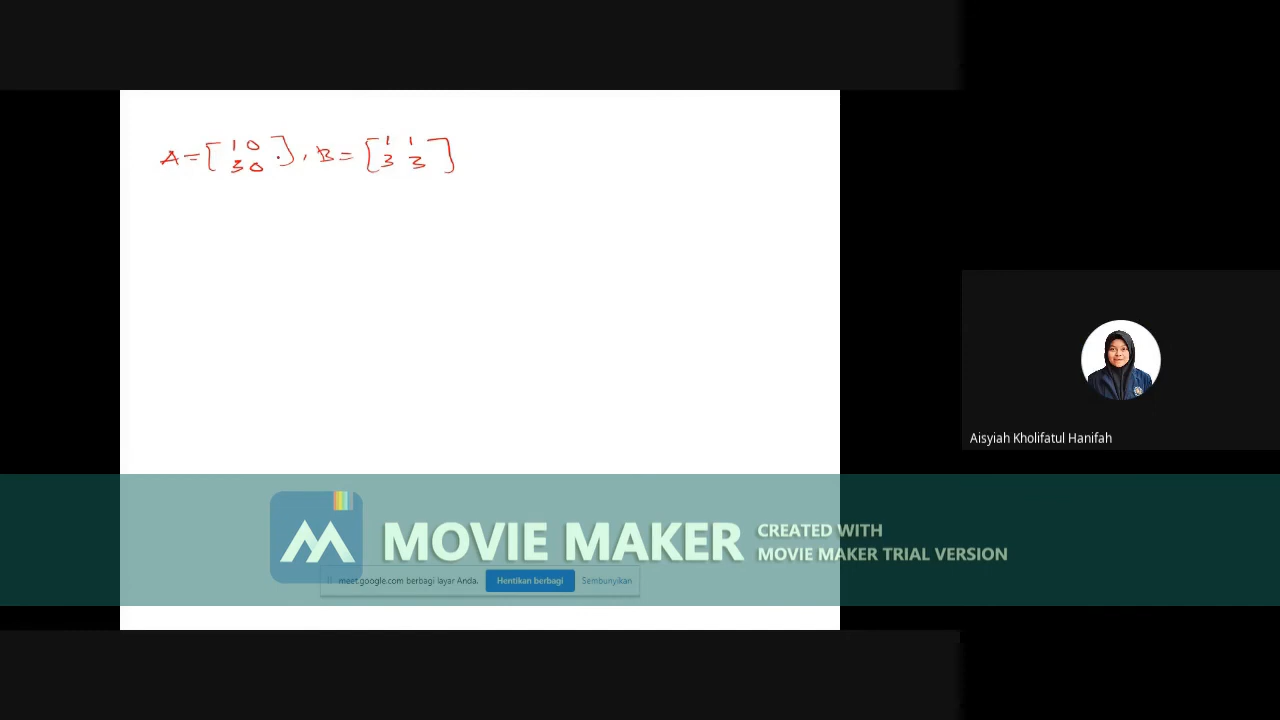 A = [ 1 0 ] , B = [ 1 1 ]
3 0 3 3
Aisyiah Kholifatul Hanifah
MOVIE MAKER
CREATED WITH
MOVIE MAKER TRIAL VERSION
meet.google.com berbagi layar Anda. Hentikan berbagi Sembunyikan